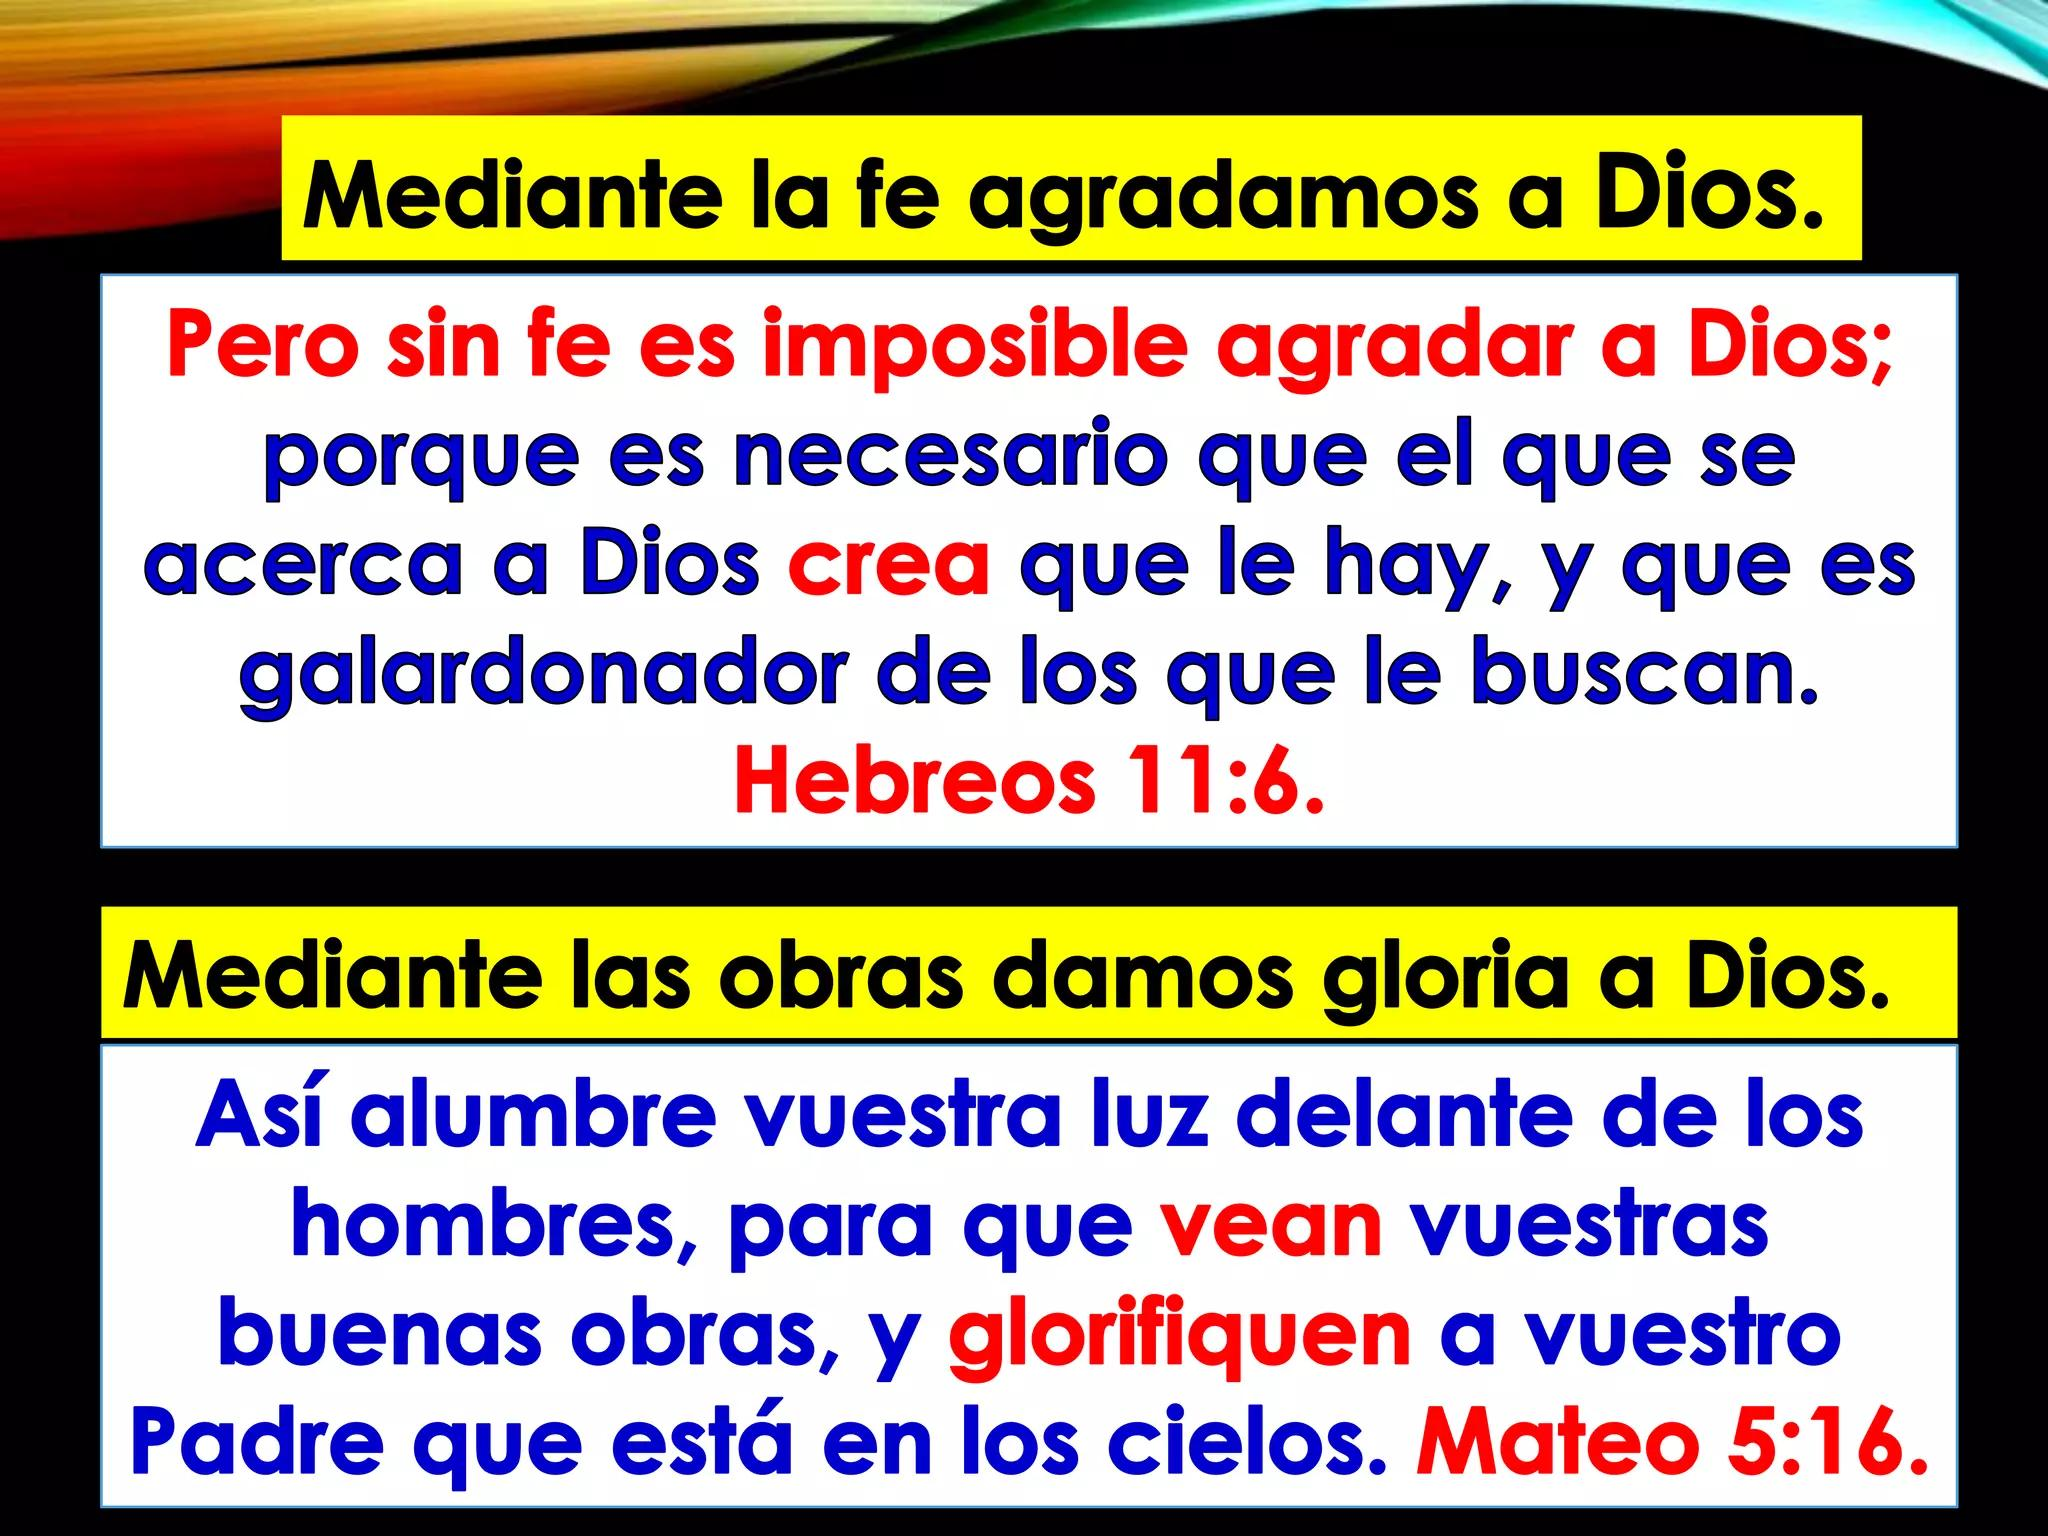 Mediante la fe agradamos a Dios.
Pero sin fe es imposible agradar a Dios;
porque es necesario que el que se
acerca a Dios crea que le hay, y que es
galardonador de los que le buscan.
Hebreos 11:6.
Mediante las obras damos gloria a Dios.
Así alumbre vuestra luz delante de los
hombres, para que vean vuestras
buenas obras, y glorifiquen a vuestro
Padre que está en los cielos. Mateo 5:16.